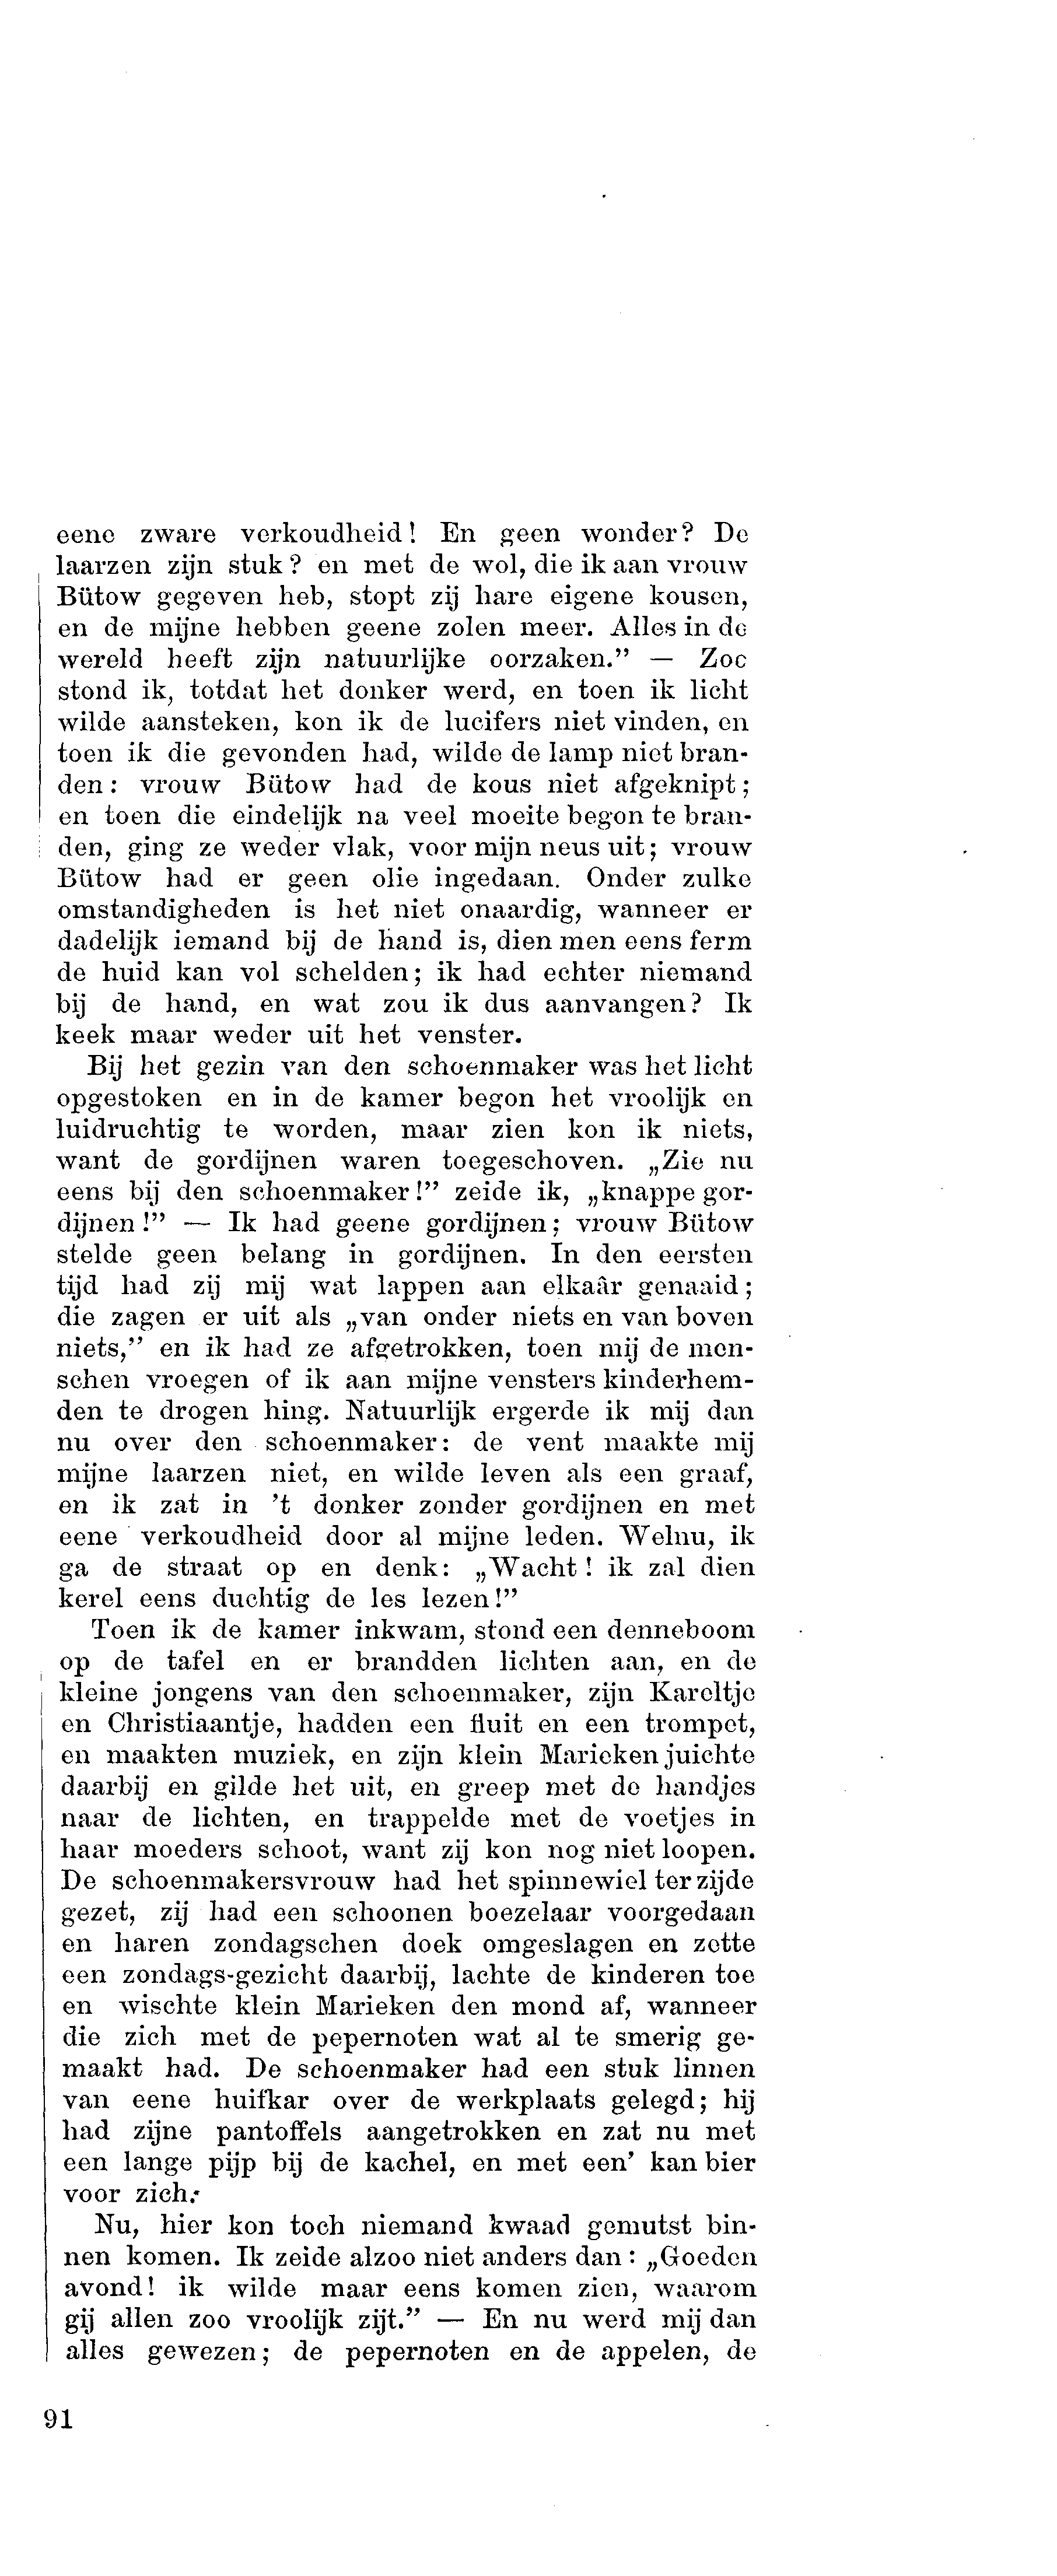 eene zware verkoudheid! En geen wonder? De
laarzen zijn stuk? en met de wol, die ik aan vrouw
Bütow gegeven heb, stopt zij hare eigene kousen,
en de mijne hebben geene zolen meer. Alles in de
wereld heeft zijn natuurlijke oorzaken.” — Zoo
stond ik, totdat het donker werd, en toen ik licht
wilde aansteken, kon ik de lucifers niet vinden, en
toen ik die gevonden had, wilde de lamp niet bran-
den: vrouw Bütow had de kous niet afgeknipt;
en toen die eindelijk na veel moeite begon te bran-
den, ging ze weder vlak, voor mijn neus uit; vrouw
Bütow had er geen olie ingedaan. Onder zulke
omstandigheden is het niet onaardig, wanneer er
dadelijk iemand bij de hand is, dien men eens ferm
de huid kan vol schelden; ik had echter niemand
bij de hand, en wat zou ik dus aanvangen? Ik
keek maar weder uit het venster.
Bij het gezin van den schoenmaker was het licht
opgestoken en in de kamer begon het vroolijk en
luidruchtig te worden, maar zien kon ik niets,
want de gordijnen waren toegeschoven. „Zie nu
eens bij den schoenmaker!” zeide ik, „knappe gor-
dijnen!” — Ik had geene gordijnen; vrouw Bütow
stelde geen belang in gordijnen. In den eersten
tijd had zij mij wat lappen aan elkaâr genaaid;
die zagen er uit als „van onder niets en van boven
niets,” en ik had ze afgetrokken, toen mij de men-
schen vroegen of ik aan mijne vensters kinderhem-
den te drogen hing. Natuurlijk ergerde ik mij dan
nu over den schoenmaker: de vent maakte mij
mijne laarzen niet, en wilde leven als een graaf,
en ik zat in 't donker zonder gordijnen en met
eene verkoudheid door al mijne leden. Welnu, ik
ga de straat op en denk: „Wacht! ik zal dien
kerel eens duchtig de les lezen!”
Toen ik de kamer inkwam, stond een denneboom
op de tafel en er brandden lichten aan, en de
kleine jongens van den schoenmaker, zijn Kareltje
en Christiaantje, hadden een fluit en een trompet,
en maakten muziek, en zijn klein Marieken juichte
daarbij en gilde het uit, en greep met de handjes
naar de lichten, en trappelde met de voetjes in
haar moeders schoot, want zij kon nog niet loopen.
De schoenmakersvrouw had het spinnewiel ter zijde
gezet, zij had een schoonen boezelaar voorgedaan
en haren zondagschen doek omgeslagen en zette
een zondags-gezicht daarbij, lachte de kinderen toe
en wischte klein Marieken den mond af, wanneer
die zich met de pepernoten wat al te smerig ge-
maakt had. De schoenmaker had een stuk linnen
van eene huifkar over de werkplaats gelegd; hij
had zijne pantoffels aangetrokken en zat nu met
een lange pijp bij de kachel, en met een' kan bier
voor zich.
Nu, hier kon toch niemand kwaad gemutst bin-
nen komen. Ik zeide alzoo niet anders dan: „Goeden
avond! ik wilde maar eens komen zien, waarom
gij allen zoo vroolijk zijt.” — En nu werd mij dan
alles gewezen; de pepernoten en de appelen, de
91